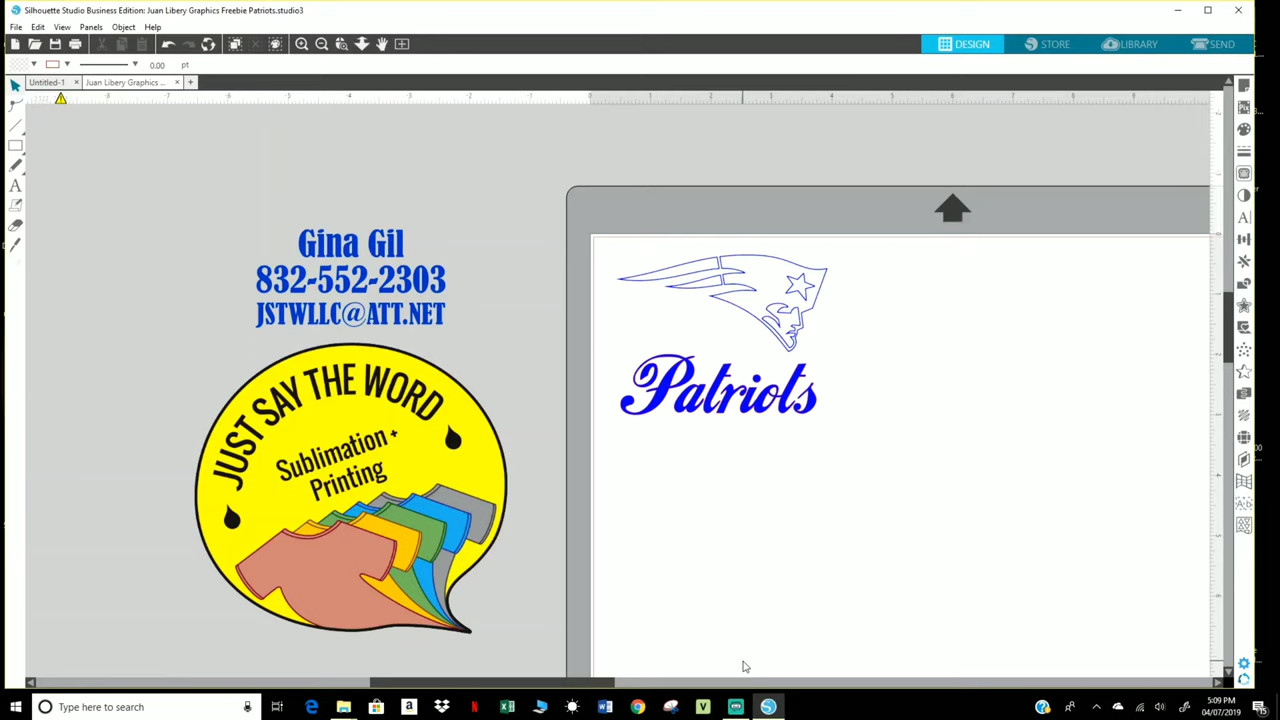 Silhouette Studio Business Edition: Juan Libery Graphics Freebie Patriots.studio3
File Edit View Panels Object Help
DESIGN STORE LIBRARY SEND
0.00 pt
Untitled-1 Juan Libery Graphics ...
Gina Gil
832-552-2303
JSTWLLC@ATT.NET
JUST SAY THE WORD
Sublimation +
Printing
Patriots
Type here to search
5:09 PM
04/07/2019